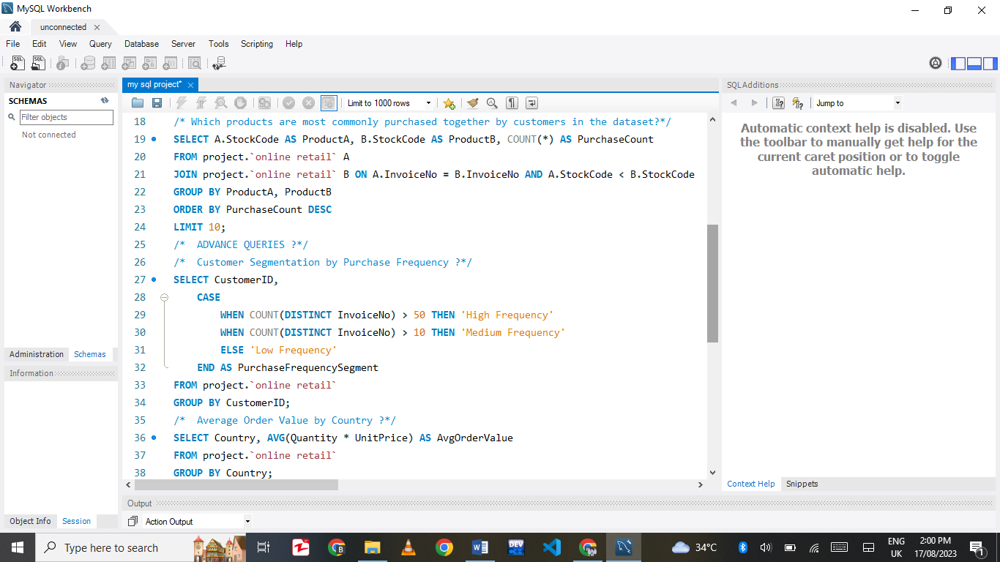 MySQL Workbench
unconnected
File Edit View Query Database Server Tools Scripting Help
Navigator
SCHEMAS
Filter objects
Not connected
Administration Schemas
Information
Object Info Session
my sql project*
Limit to 1000 rows
18 /* Which products are most commonly purchased together by customers in the dataset?*/
19 SELECT A.StockCode AS ProductA, B.StockCode AS ProductB, COUNT(*) AS PurchaseCount
20 FROM project.`online retail` A
21 JOIN project.`online retail` B ON A.InvoiceNo = B.InvoiceNo AND A.StockCode < B.StockCode
22 GROUP BY ProductA, ProductB
23 ORDER BY PurchaseCount DESC
24 LIMIT 10;
25 /*  ADVANCE QUERIES ?*/
26 /*  Customer Segmentation by Purchase Frequency ?*/
27 SELECT CustomerID,
28 CASE
29 WHEN COUNT(DISTINCT InvoiceNo) > 50 THEN 'High Frequency'
30 WHEN COUNT(DISTINCT InvoiceNo) > 10 THEN 'Medium Frequency'
31 ELSE 'Low Frequency'
32 END AS PurchaseFrequencySegment
33 FROM project.`online retail`
34 GROUP BY CustomerID;
35 /*  Average Order Value by Country ?*/
36 SELECT Country, AVG(Quantity * UnitPrice) AS AvgOrderValue
37 FROM project.`online retail`
38 GROUP BY Country;
SQLAdditions
Jump to
Automatic context help is disabled. Use
the toolbar to manually get help for the
current caret position or to toggle
automatic help.
Context Help Snippets
Output
Action Output
Type here to search
DEV
34°C
ENG
UK
2:00 PM
17/08/2023
1